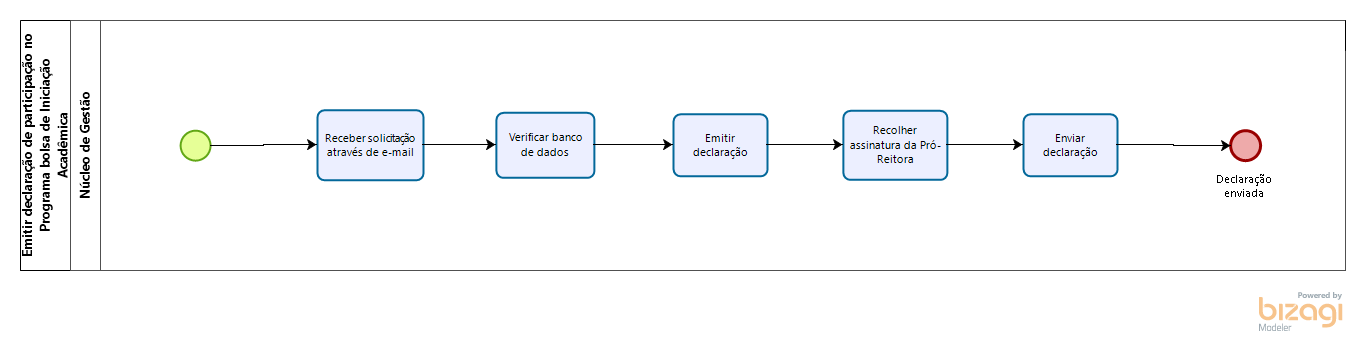 Emitir declaração de participação no
Programa bolsa de Iniciação
Acadêmica
Núcleo de Gestão
Receber solicitação
através de e-mail
Verificar banco
de dados
Emitir
declaração
Recolher
assinatura da Pró-
Reitora
Enviar
declaração
Declaração
enviada
Powered by
bizagi
Modeler